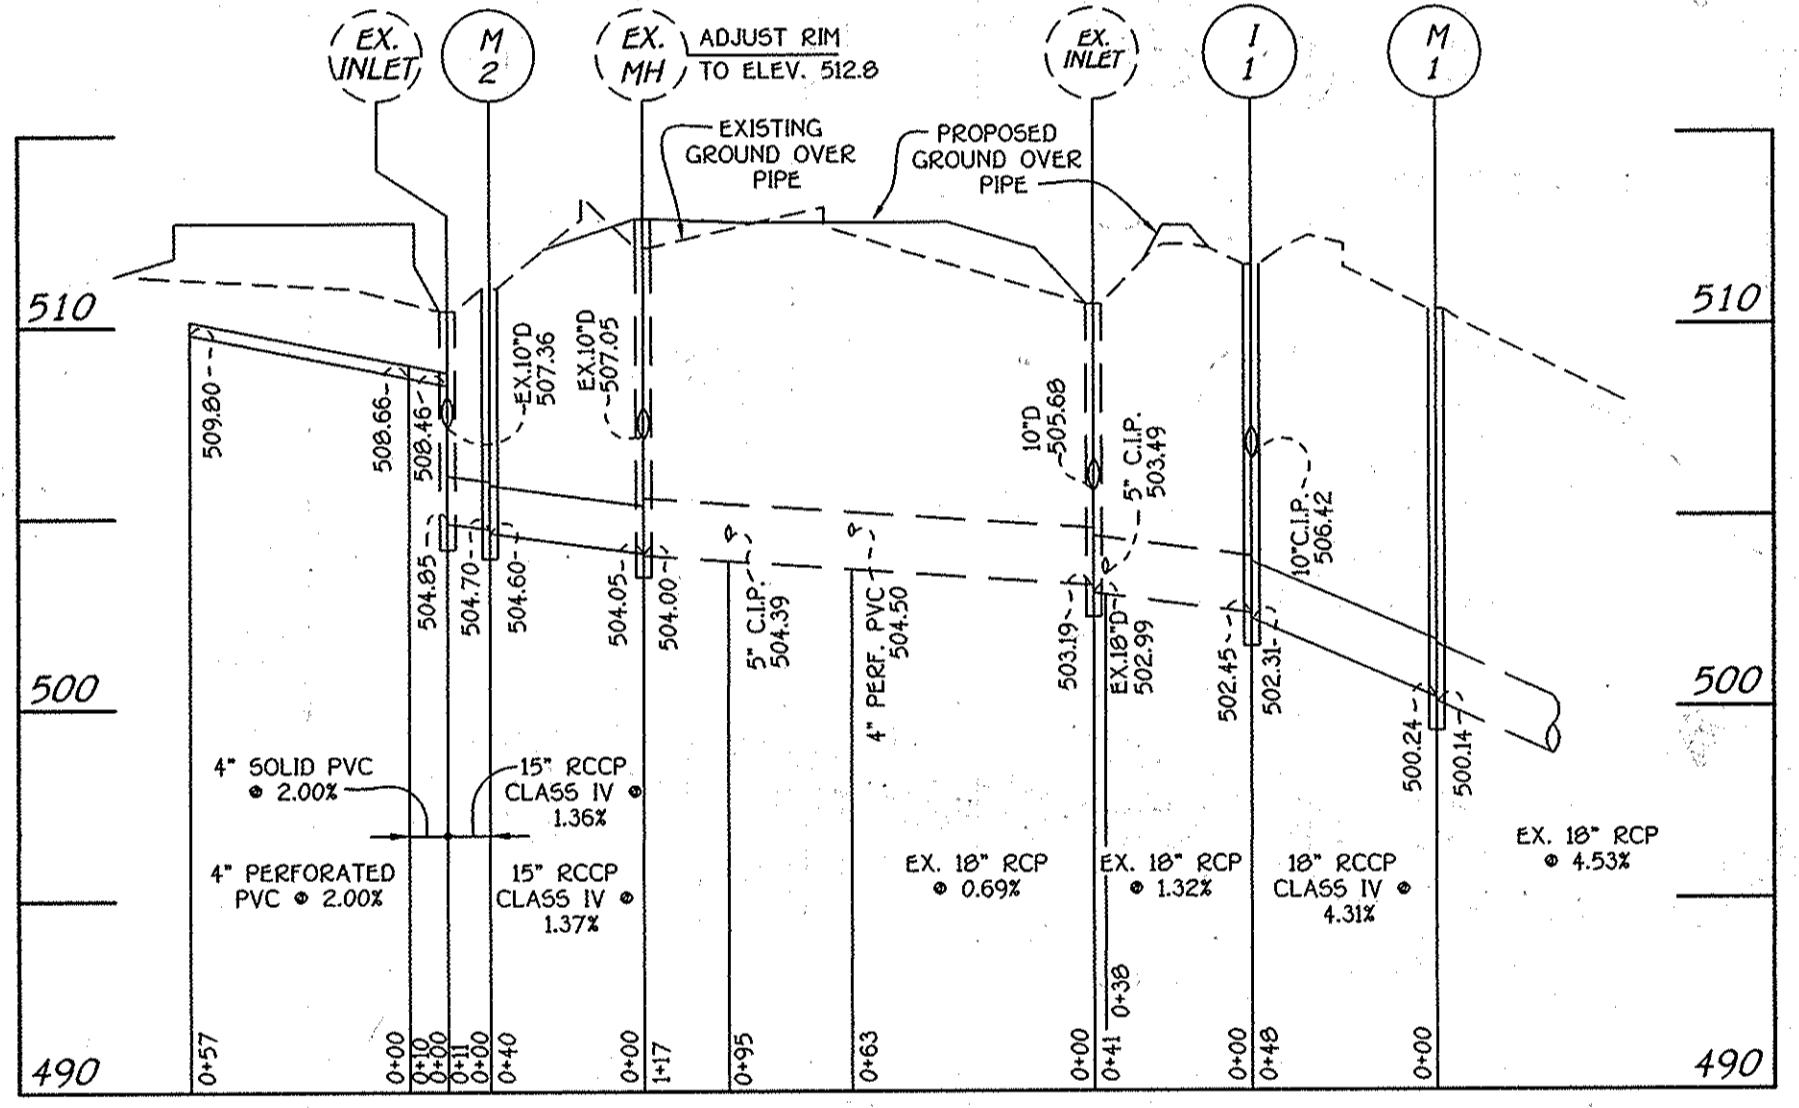 EX.
INLET
M
2
EX.
MH
ADJUST RIM
TO ELEV. 512.8
EX.
INLET
I
1
M
1
EXISTING
GROUND OVER
PIPE
PROPOSED
GROUND OVER
PIPE
510
510
509.80
508.66
508.46
EX.10"D
507.36
EX.10"D
507.05
10"D
505.68
5" C.I.P.
503.49
10"C.I.P.
506.42
504.85
504.70
504.60
504.05
504.00
5" C.I.P.
504.39
4" PERF. PVC
504.50
503.19
EX.18"D
502.99
502.45
502.31
500.24
500.14
500
500
4" SOLID PVC
@ 2.00%
15" RCCP
CLASS IV @
1.36%
4" PERFORATED
PVC @ 2.00%
15" RCCP
CLASS IV @
1.37%
EX. 18" RCP
@ 0.69%
EX. 18" RCP
@ 1.32%
18" RCCP
CLASS IV @
4.31%
EX. 18" RCP
@ 4.53%
490
0+57
0+00
0+10
0+00
0+11
0+00
0+40
0+00
1+17
0+95
0+63
0+00
0+41
0+38
0+00
0+48
0+00
490